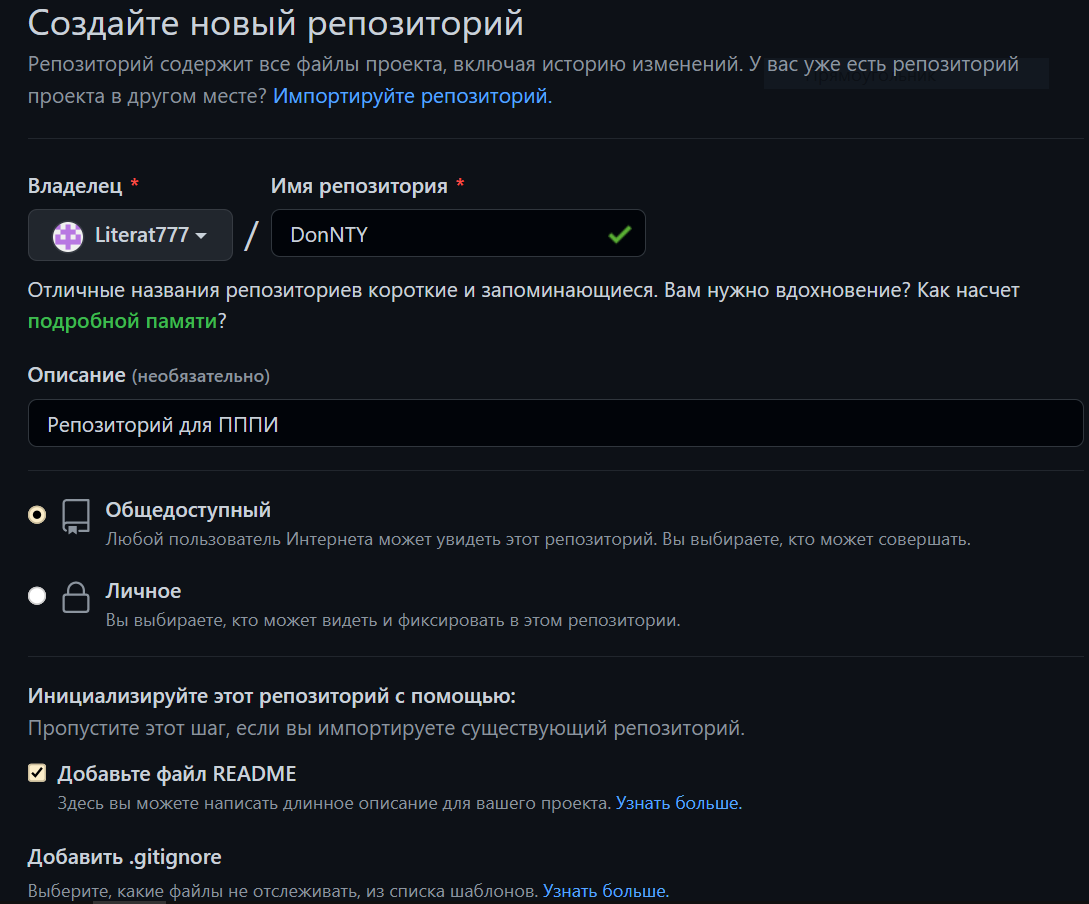 Создайте новый репозиторий
Репозиторий содержит все файлы проекта, включая историю изменений. У вас уже есть репозиторий
проекта в другом месте? Импортируйте репозиторий.
Владелец * Имя репозитория *
Literat777 / DonNTY
Отличные названия репозиториев короткие и запоминающиеся. Вам нужно вдохновение? Как насчет
подробной памяти?
Описание (необязательно)
Репозиторий для ПППИ
Общедоступный
Любой пользователь Интернета может увидеть этот репозиторий. Вы выбираете, кто может совершать.
Личное
Вы выбираете, кто может видеть и фиксировать в этом репозитории.
Инициализируйте этот репозиторий с помощью:
Пропустите этот шаг, если вы импортируете существующий репозиторий.
Добавьте файл README
Здесь вы можете написать длинное описание для вашего проекта. Узнать больше.
Добавить .gitignore
Выберите, какие файлы не отслеживать, из списка шаблонов. Узнать больше.